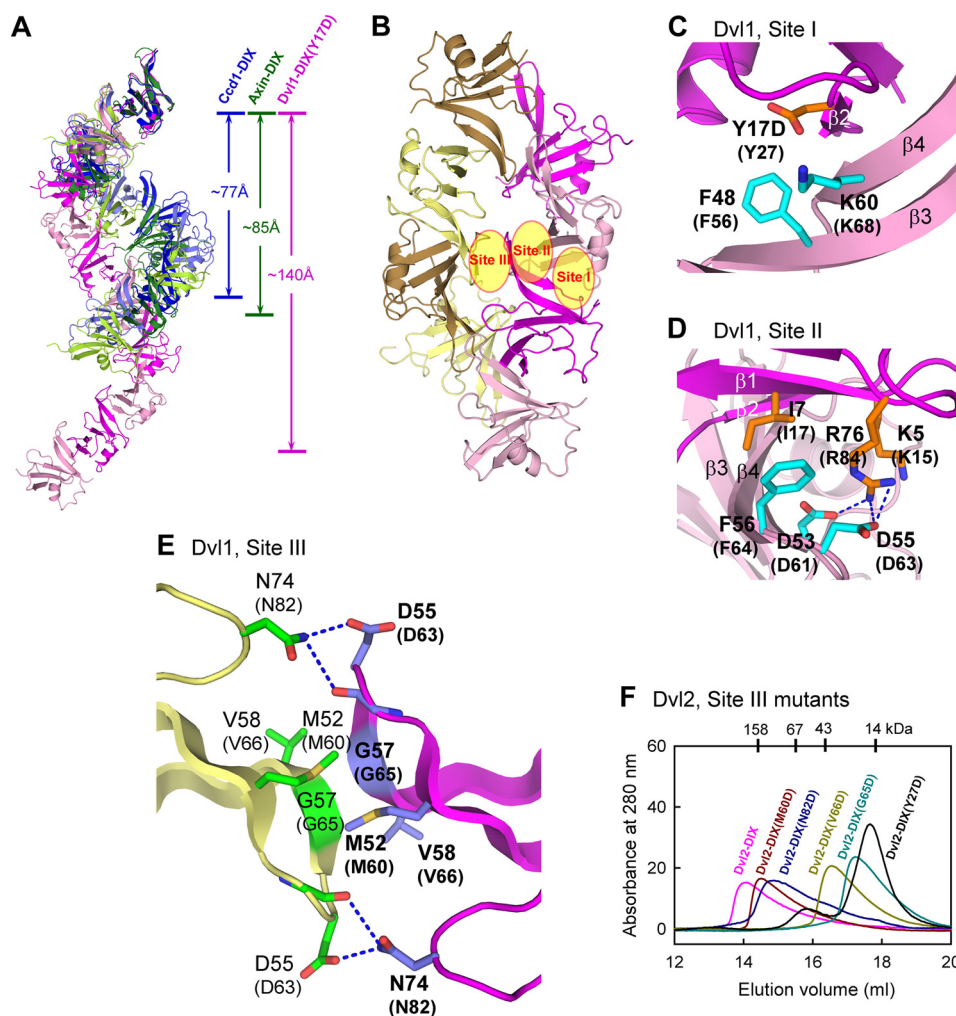 A
Ccd1-DIX
Axin-DIX
Dvl1-DIX(Y17D)
~77Å
~85Å
~140Å
B
Site III
Site II
Site I
C Dvl1, Site I
β2
Y17D
(Y27)
β4
F48
(F56)
K60
(K68)
β3
D Dvl1, Site II
β1
β2
I7
(I17)
R76
(R84)
K5
(K15)
β3
β4
F56
(F64)
D53
(D61)
D55
(D63)
E Dvl1, Site III
N74
(N82)
D55
(D63)
V58
(V66)
M52
(M60)
G57
(G65)
G57
(G65)
M52
(M60)
V58
(V66)
D55
(D63)
N74
(N82)
F Dvl2, Site III mutants
158 67 43 14 kDa
60
40
20
0
Absorbance at 280 nm
Dvl2-DIX
Dvl2-DIX(M60D)
Dvl2-DIX(N82D)
Dvl2-DIX(V66D)
Dvl2-DIX(G65D)
Dvl2-DIX(Y27D)
12 14 16 18 20
Elution volume (ml)